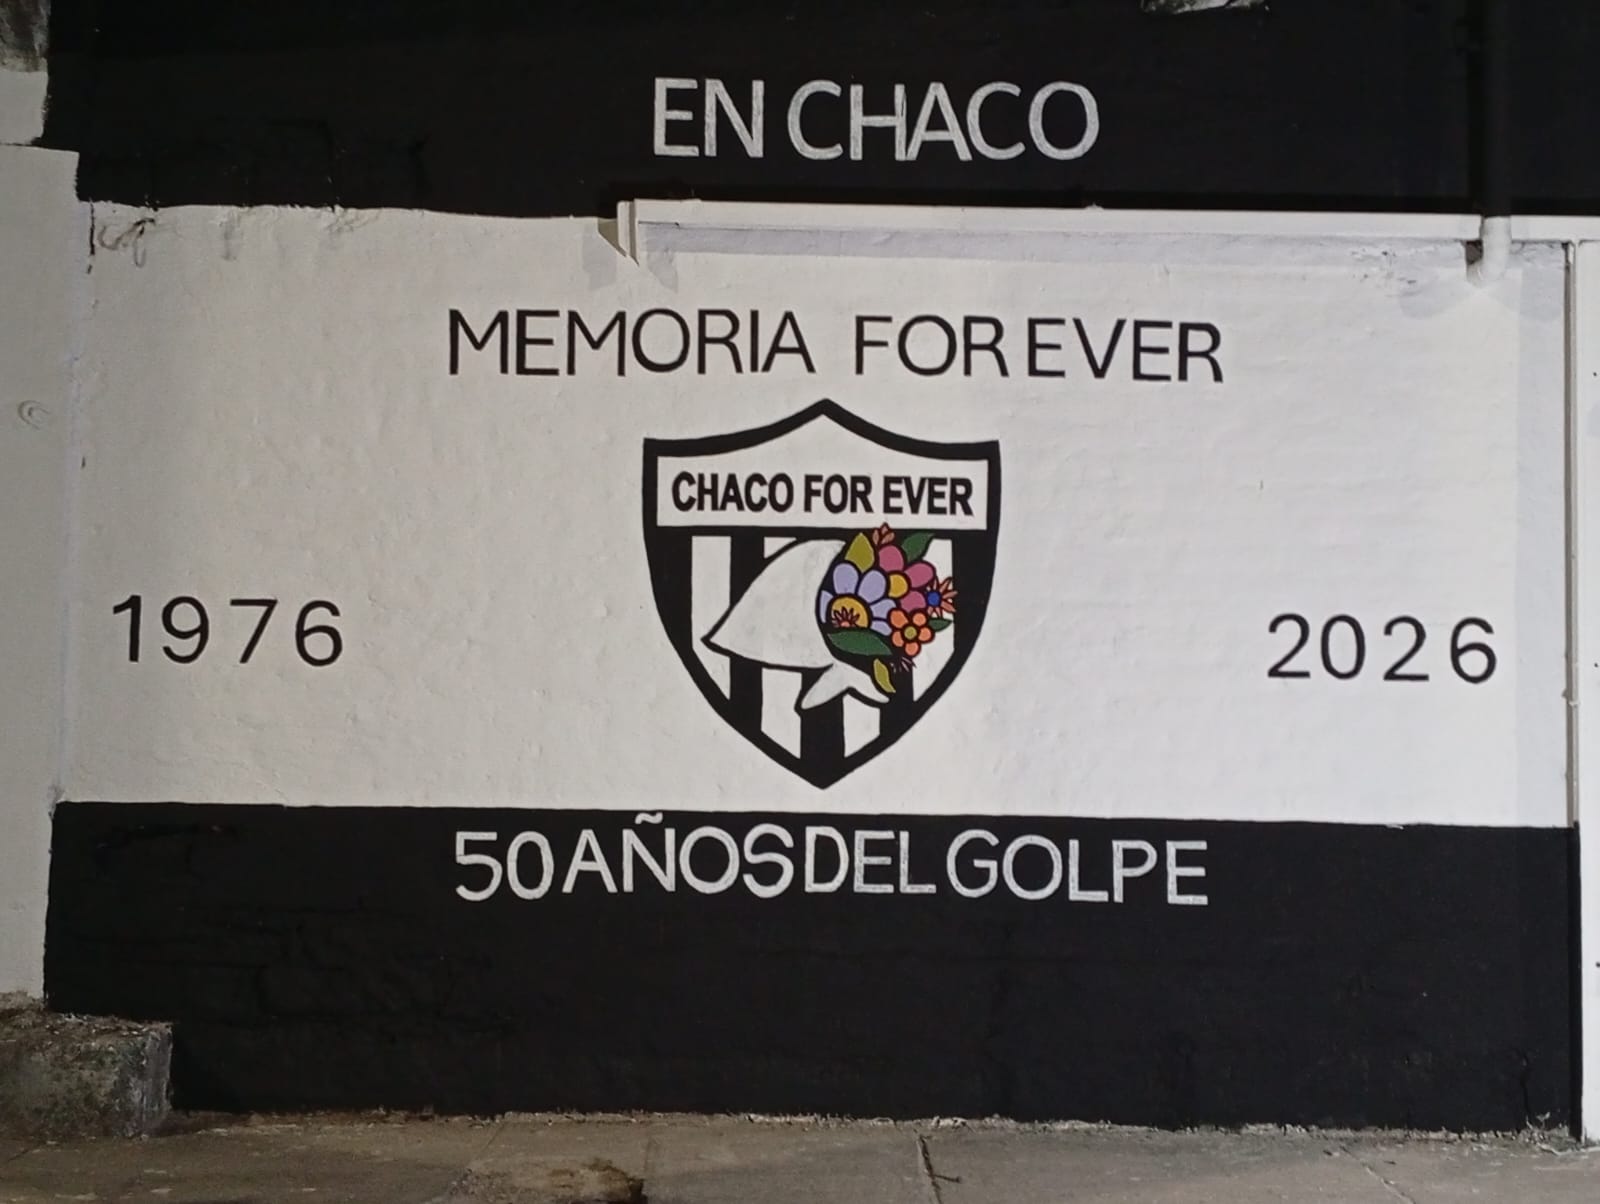 EN CHACO
MEMORIA FOR EVER
CHACO FOR EVER
1976
2026
50 AÑOS DEL GOLPE